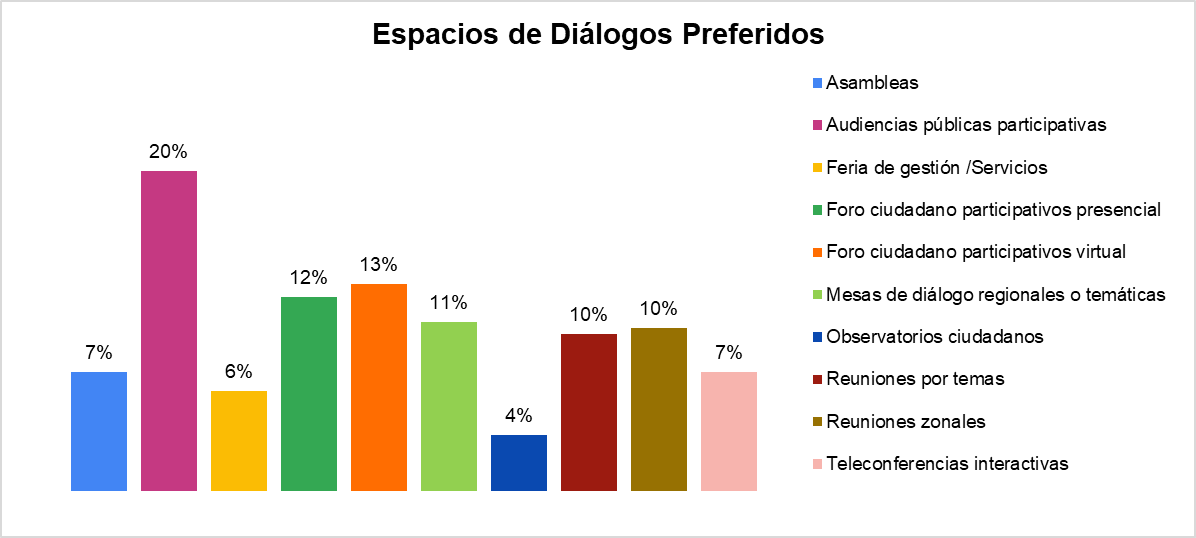 Espacios de Diálogos Preferidos
7%
20%
6%
12%
13%
11%
4%
10%
10%
7%
Asambleas
Audiencias públicas participativas
Feria de gestión /Servicios
Foro ciudadano participativos presencial
Foro ciudadano participativos virtual
Mesas de diálogo regionales o temáticas
Observatorios ciudadanos
Reuniones por temas
Reuniones zonales
Teleconferencias interactivas